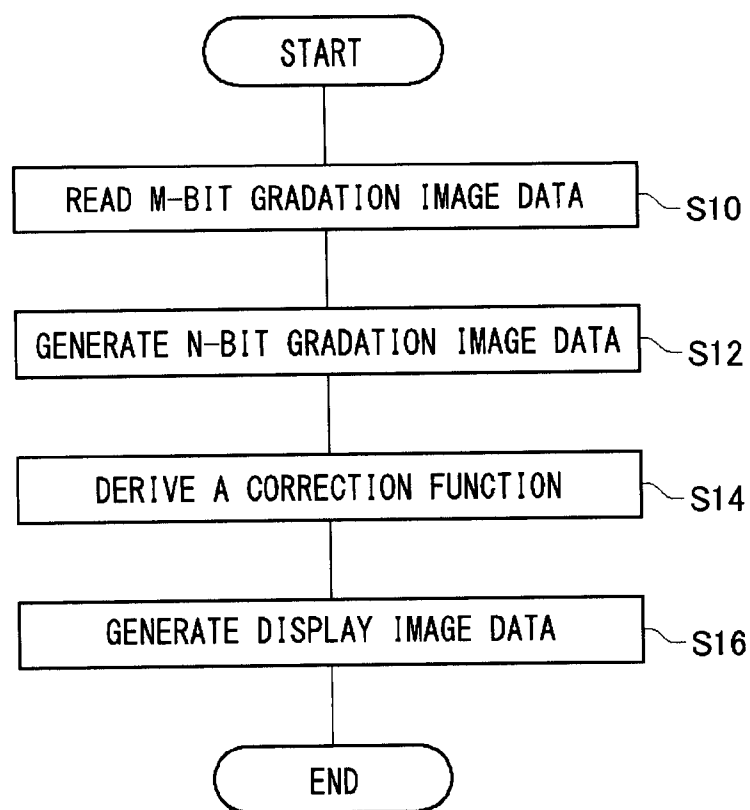 START
READ M-BIT GRADATION IMAGE DATA
S10
GENERATE N-BIT GRADATION IMAGE DATA
S12
DERIVE A CORRECTION FUNCTION
S14
GENERATE DISPLAY IMAGE DATA
S16
END